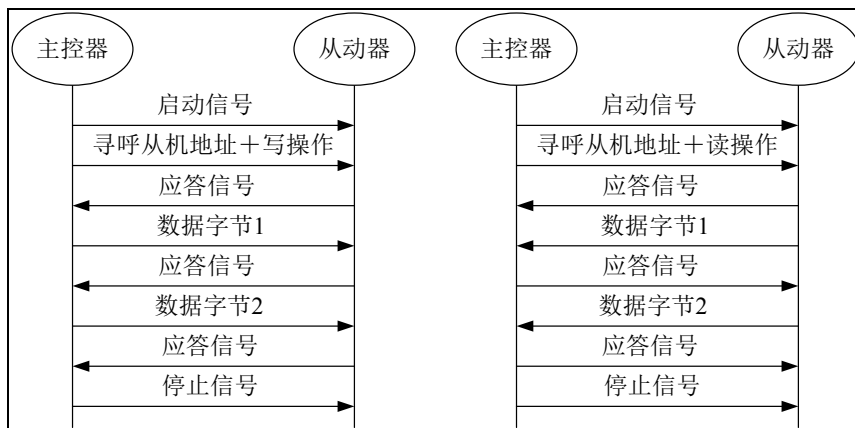 主控器
从动器
启动信号
寻呼从机地址＋写操作
应答信号
数据字节1
应答信号
数据字节2
应答信号
停止信号
主控器
从动器
启动信号
寻呼从机地址＋读操作
应答信号
数据字节1
应答信号
数据字节2
应答信号
停止信号